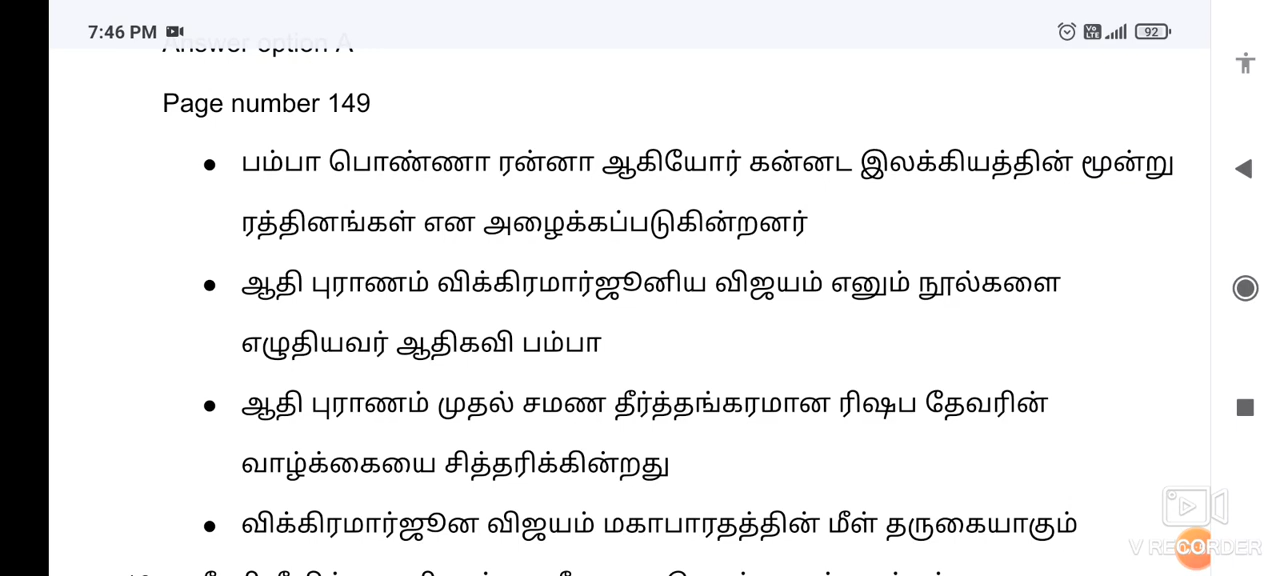 7:46 PM
92
Answer option A
Page number 149
• பம்பா பொண்ணா ரன்னா ஆகியோர் கன்னட இலக்கியத்தின் மூன்று
ரத்தினங்கள் என அழைக்கப்படுகின்றனர்
• ஆதி புராணம் விக்கிரமார்ஜூனிய விஜயம் எனும் நூல்களை
எழுதியவர் ஆதிகவி பம்பா
• ஆதி புராணம் முதல் சமண தீர்த்தங்கரமான ரிஷப தேவரின்
வாழ்க்கையை சித்தரிக்கின்றது
• விக்கிரமார்ஜூன விஜயம் மகாபாரதத்தின் மீள் தருகையாகும்
V RECORDER